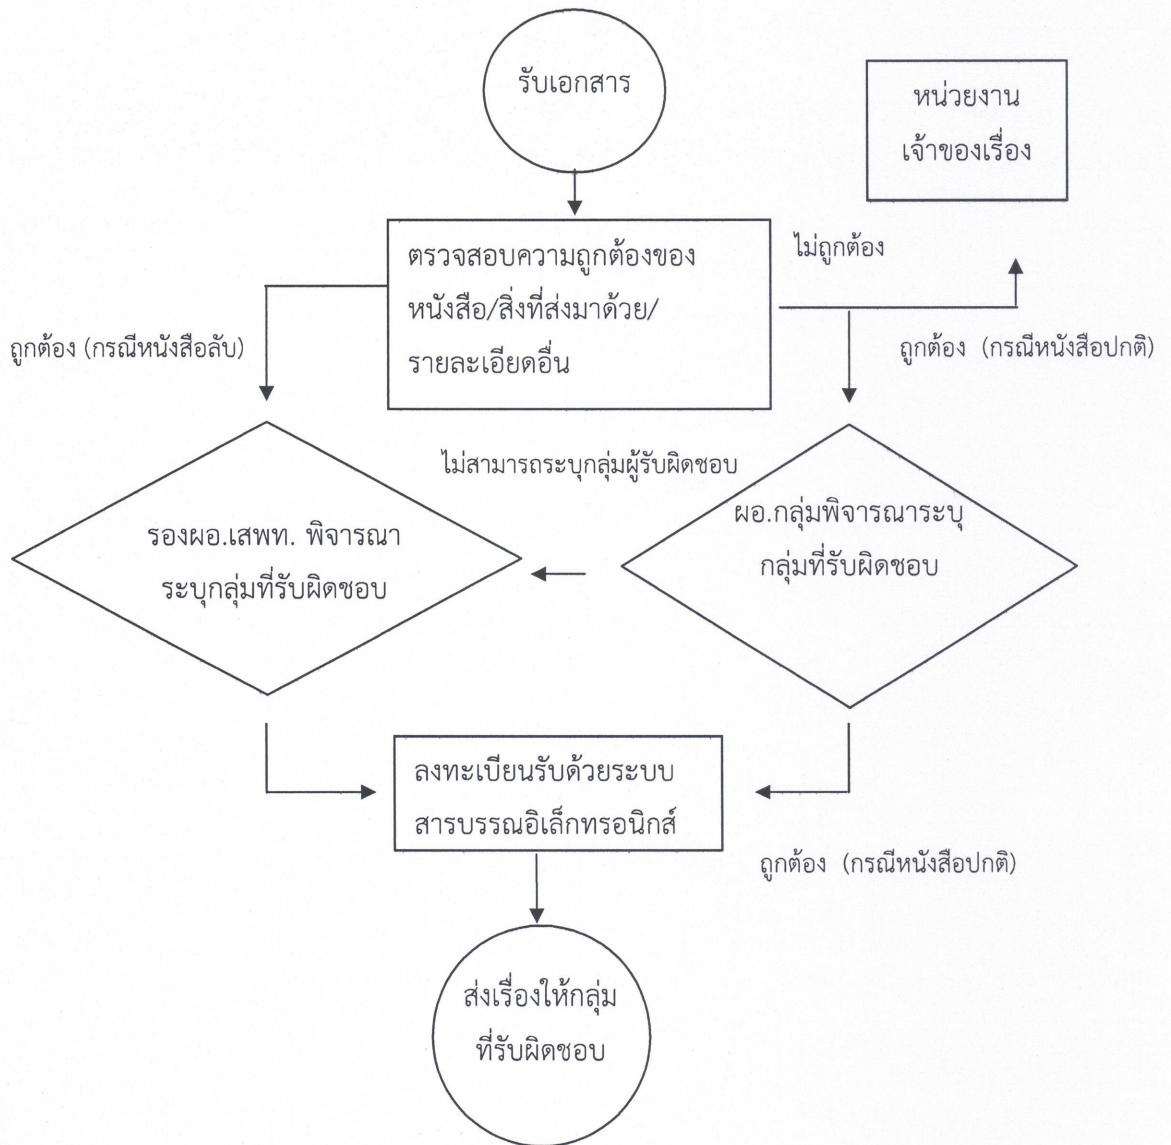 รับเอกสาร
หน่วยงาน
เจ้าของเรื่อง
ตรวจสอบความถูกต้องของ
หนังสือ/สิ่งที่ส่งมาด้วย/
รายละเอียดอื่น
ไม่ถูกต้อง
ถูกต้อง (กรณีหนังสือลับ)
ถูกต้อง (กรณีหนังสือปกติ)
ไม่สามารถระบุกลุ่มผู้รับผิดชอบ
รองผอ.เสพท. พิจารณา
ระบุกลุ่มที่รับผิดชอบ
ผอ.กลุ่มพิจารณาระบุ
กลุ่มที่รับผิดชอบ
ลงทะเบียนรับด้วยระบบ
สารบรรณอิเล็กทรอนิกส์
ถูกต้อง (กรณีหนังสือปกติ)
ส่งเรื่องให้กลุ่ม
ที่รับผิดชอบ